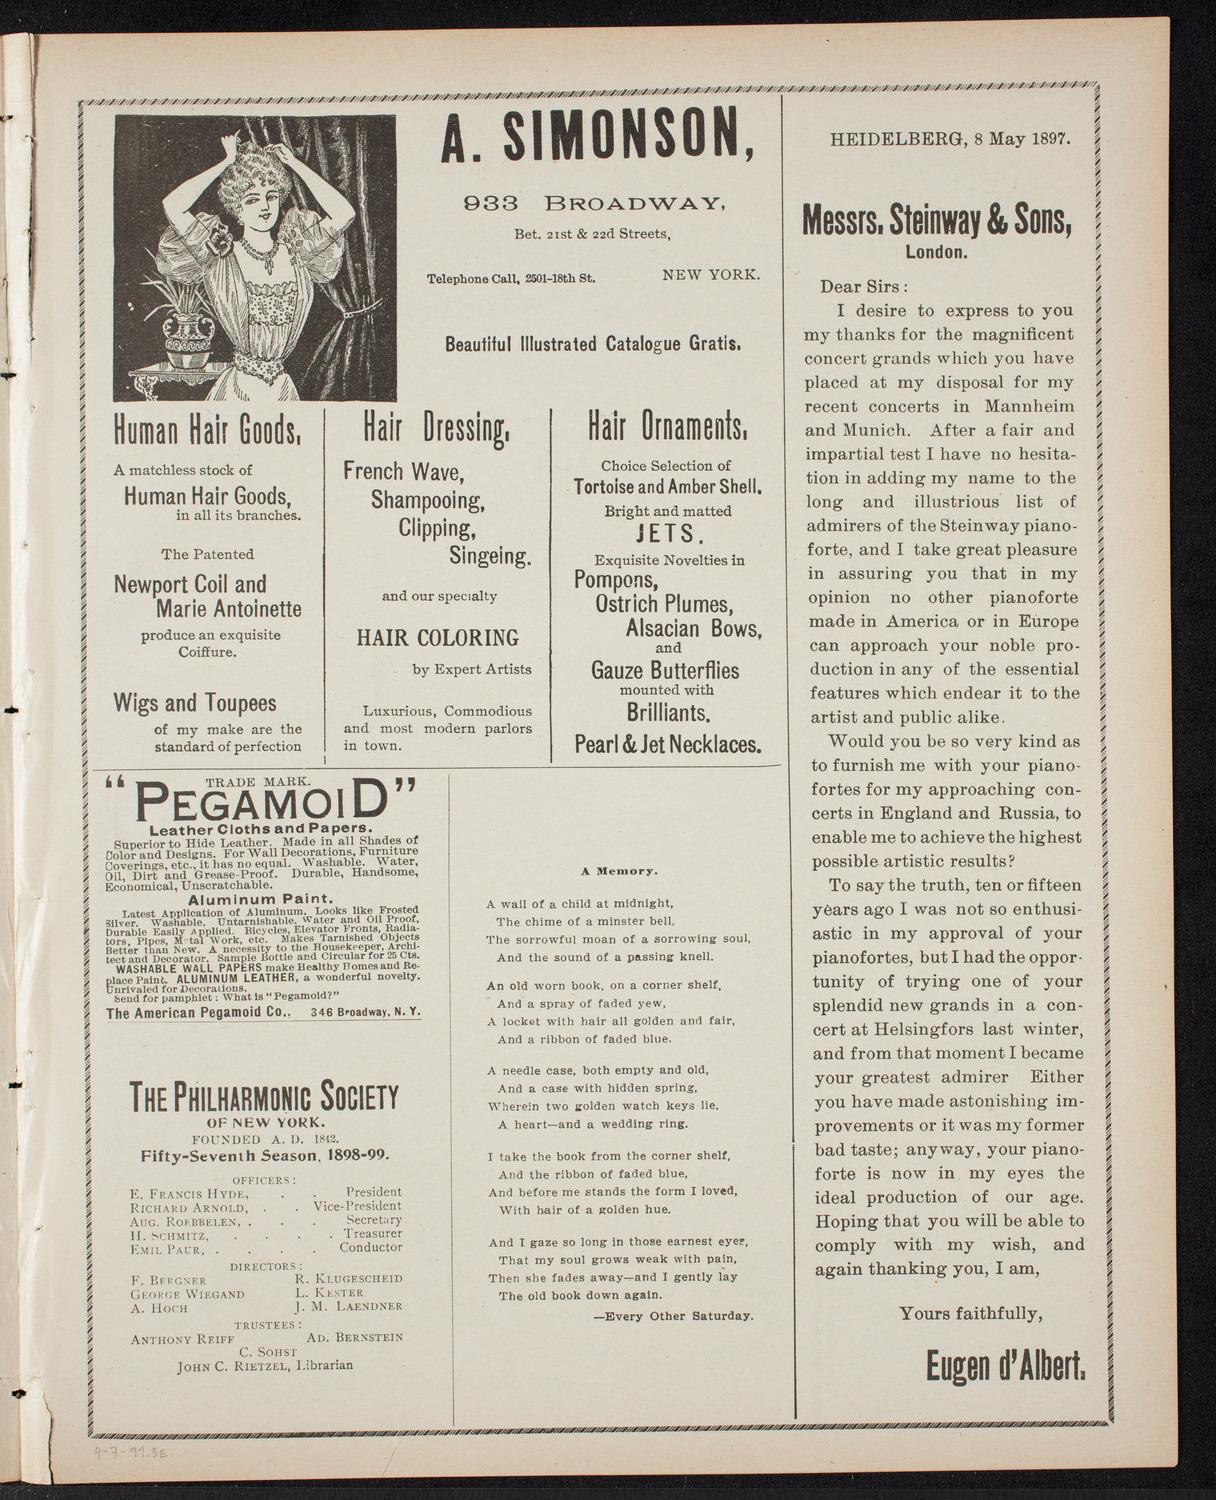 A. SIMONSON,
933 BROADWAY,
Bet. 21st & 22d Streets,
Telephone Call, 2501-18th St. NEW YORK.
Beautiful Illustrated Catalogue Gratis.
Human Hair Goods,
A matchless stock of
Human Hair Goods,
in all its branches.
The Patented
Newport Coil and
Marie Antoinette
produce an exquisite
Coiffure.
Wigs and Toupees
of my make are the
standard of perfection
Hair Dressing,
French Wave,
Shampooing,
Clipping,
Singeing.
and our specialty
HAIR COLORING
by Expert Artists
Luxurious, Commodious
and most modern parlors
in town.
Hair Ornaments,
Choice Selection of
Tortoise and Amber Shell,
Bright and matted
JETS.
Exquisite Novelties in
Pompons,
Ostrich Plumes,
Alsacian Bows,
and
Gauze Butterflies
mounted with
Brilliants.
Pearl & Jet Necklaces.
TRADE MARK.
"PEGAMOID"
Leather Cloths and Papers.
Superior to Hide Leather. Made in all Shades of
Color and Designs. For Wall Decorations, Furniture
Coverings, etc., it has no equal. Washable. Water,
Oil, Dirt and Grease-Proof. Durable, Handsome,
Economical, Unscratchable.
Aluminum Paint.
Latest Application of Aluminum. Looks like Frosted
Silver. Washable. Untarnishable. Water and Oil Proof,
Durable Easily Applied. Bicycles, Elevator Fronts, Radia-
tors, Pipes, Metal Work, etc. Makes Tarnished Objects
Better than New. A necessity to the Housekeeper, Archi-
tect and Decorator. Sample Bottle and Circular for 25 Cts.
WASHABLE WALL PAPERS make Healthy Homes and Re-
place Paint. ALUMINUM LEATHER, a wonderful novelty.
Unrivaled for Decorations.
Send for pamphlet: What is "Pegamoid?"
The American Pegamoid Co., 346 Broadway, N. Y.
THE PHILHARMONIC SOCIETY
OF NEW YORK.
FOUNDED A. D. 1842.
Fifty-Seventh Season, 1898-99.
OFFICERS:
E. FRANCIS HYDE, . . President
RICHARD ARNOLD, . . Vice-President
AUG. ROEBBELEN, . . . Secretary
H. SCHMITZ, . . . . Treasurer
EMIL PAUR, . . . . Conductor
DIRECTORS:
F. BERGNER R. KLUGESCHEID
GEORGE WIEGAND L. KESTER
A. HOCH J. M. LAENDNER
TRUSTEES:
ANTHONY REIFF AD. BERNSTEIN
C. SOHST
JOHN C. RIETZEL, Librarian
A Memory.
A wail of a child at midnight,
The chime of a minster bell,
The sorrowful moan of a sorrowing soul,
And the sound of a passing knell.
An old worn book, on a corner shelf,
And a spray of faded yew,
A locket with hair all golden and fair,
And a ribbon of faded blue.
A needle case, both empty and old,
And a case with hidden spring,
Wherein two golden watch keys lie,
A heart—and a wedding ring.
I take the book from the corner shelf,
And the ribbon of faded blue,
And before me stands the form I loved,
With hair of a golden hue.
And I gaze so long in those earnest eyes,
That my soul grows weak with pain,
Then she fades away—and I gently lay
The old book down again.
—Every Other Saturday.
HEIDELBERG, 8 May 1897.
Messrs. Steinway & Sons,
London.
Dear Sirs:
I desire to express to you
my thanks for the magnificent
concert grands which you have
placed at my disposal for my
recent concerts in Mannheim
and Munich. After a fair and
impartial test I have no hesita-
tion in adding my name to the
long and illustrious list of
admirers of the Steinway piano-
forte, and I take great pleasure
in assuring you that in my
opinion no other pianoforte
made in America or in Europe
can approach your noble pro-
duction in any of the essential
features which endear it to the
artist and public alike.
Would you be so very kind as
to furnish me with your piano-
fortes for my approaching con-
certs in England and Russia, to
enable me to achieve the highest
possible artistic results?
To say the truth, ten or fifteen
years ago I was not so enthusi-
astic in my approval of your
pianofortes, but I had the oppor-
tunity of trying one of your
splendid new grands in a con-
cert at Helsingfors last winter,
and from that moment I became
your greatest admirer Either
you have made astonishing im-
provements or it was my former
bad taste; anyway, your piano-
forte is now in my eyes the
ideal production of our age.
Hoping that you will be able to
comply with my wish, and
again thanking you, I am,
Yours faithfully,
Eugen d'Albert.
4-7-99.3E